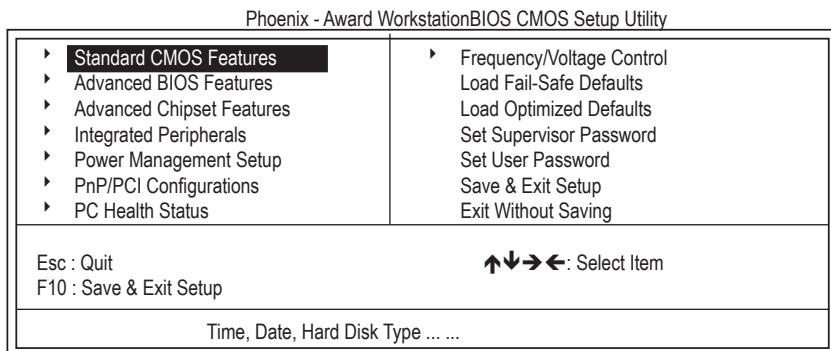 Phoenix - Award WorkstationBIOS CMOS Setup Utility
Standard CMOS Features
Advanced BIOS Features
Advanced Chipset Features
Integrated Peripherals
Power Management Setup
PnP/PCI Configurations
PC Health Status
Frequency/Voltage Control
Load Fail-Safe Defaults
Load Optimized Defaults
Set Supervisor Password
Set User Password
Save & Exit Setup
Exit Without Saving
Esc : Quit
F10 : Save & Exit Setup
↑↓→←: Select Item
Time, Date, Hard Disk Type ... ...